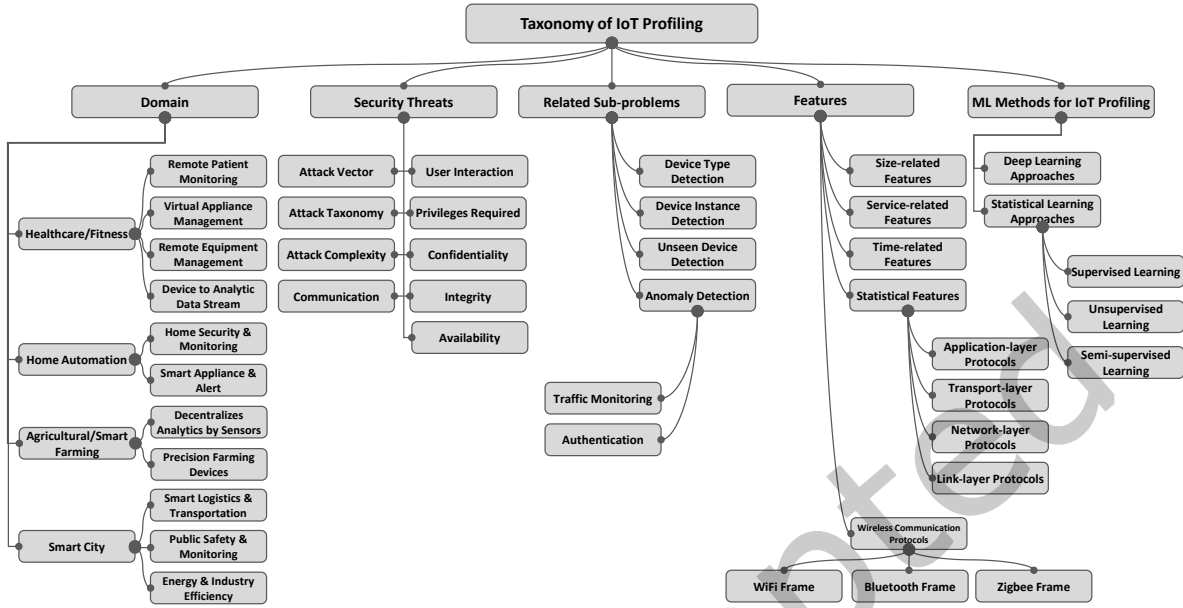 Taxonomy of IoT Profiling
Domain
Security Threats
Related Sub-problems
Features
ML Methods for IoT Profiling
Healthcare/Fitness
Remote Patient
Monitoring
Virtual Appliance
Management
Remote Equipment
Management
Device to Analytic
Data Stream
Home Automation
Home Security &
Monitoring
Smart Appliance &
Alert
Agricultural/Smart
Farming
Decentralizes
Analytics by Sensors
Precision Farming
Devices
Smart City
Smart Logistics &
Transportation
Public Safety &
Monitoring
Energy & Industry
Efficiency
Attack Vector
User Interaction
Attack Taxonomy
Privileges Required
Attack Complexity
Confidentiality
Communication
Integrity
Availability
Device Type
Detection
Device Instance
Detection
Unseen Device
Detection
Anomaly Detection
Traffic Monitoring
Authentication
Size-related
Features
Service-related
Features
Time-related
Features
Statistical Features
Application-layer
Protocols
Transport-layer
Protocols
Network-layer
Protocols
Link-layer Protocols
Wireless Communication
Protocols
WiFi Frame
Bluetooth Frame
Zigbee Frame
Deep Learning
Approaches
Statistical Learning
Approaches
Supervised Learning
Unsupervised
Learning
Semi-supervised
Learning
pted